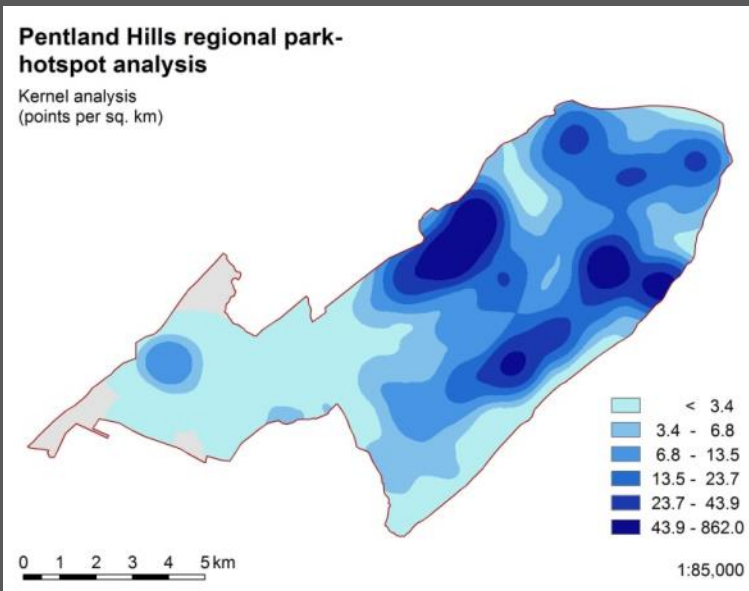 Pentland Hills regional park-
hotspot analysis
Kernel analysis
(points per sq. km)
< 3.4
3.4 - 6.8
6.8 - 13.5
13.5 - 23.7
23.7 - 43.9
43.9 - 862.0
0 1 2 3 4 5 km
1:85,000